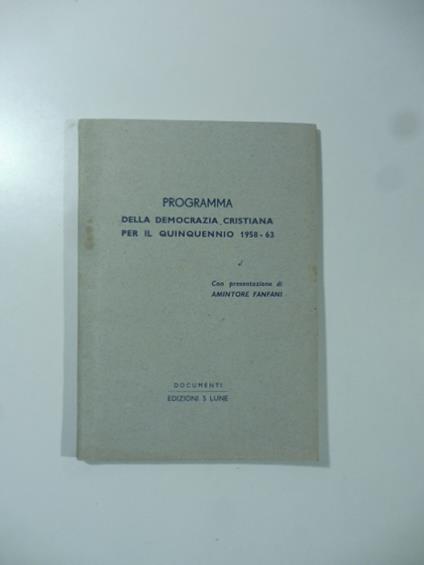 PROGRAMMA
DELLA DEMOCRAZIA CRISTIANA
PER IL QUINQUENNIO 1958-63
Con presentazione di
AMINTORE FANFANI
DOCUMENTI
EDIZIONI 5 LUNE